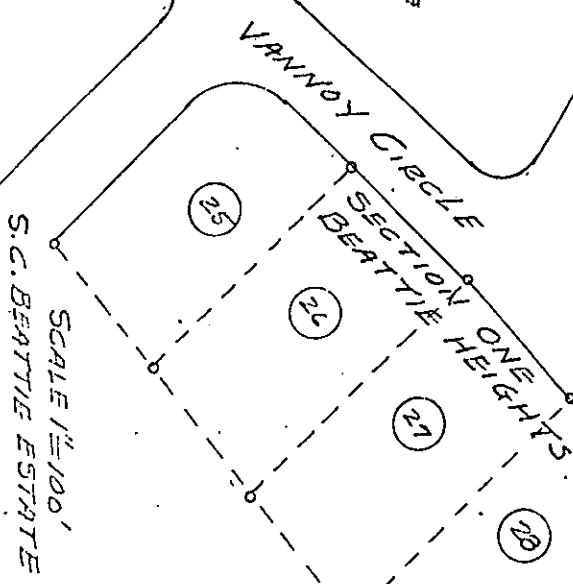 VANNOY CIRCLE
SECTION ONE
BEATTIE HEIGHTS
25
26
27
28
SCALE 1"=100'
S.C. BEATTIE ESTATE